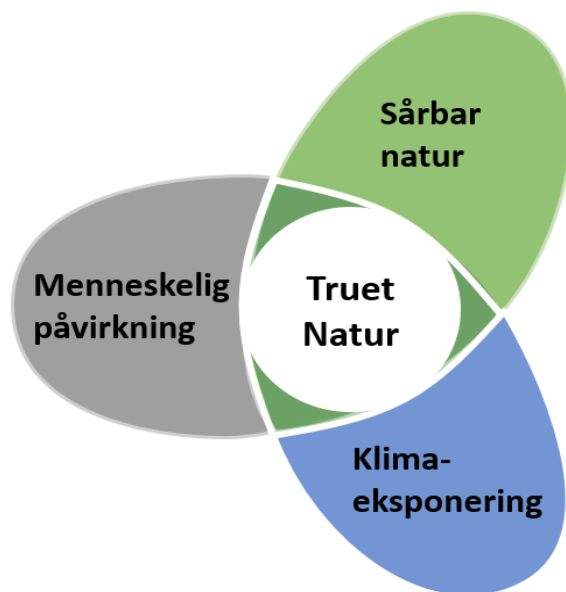 Sårbar
natur
Menneskelig
påvirkning
Truet
Natur
Klima-
eksponering